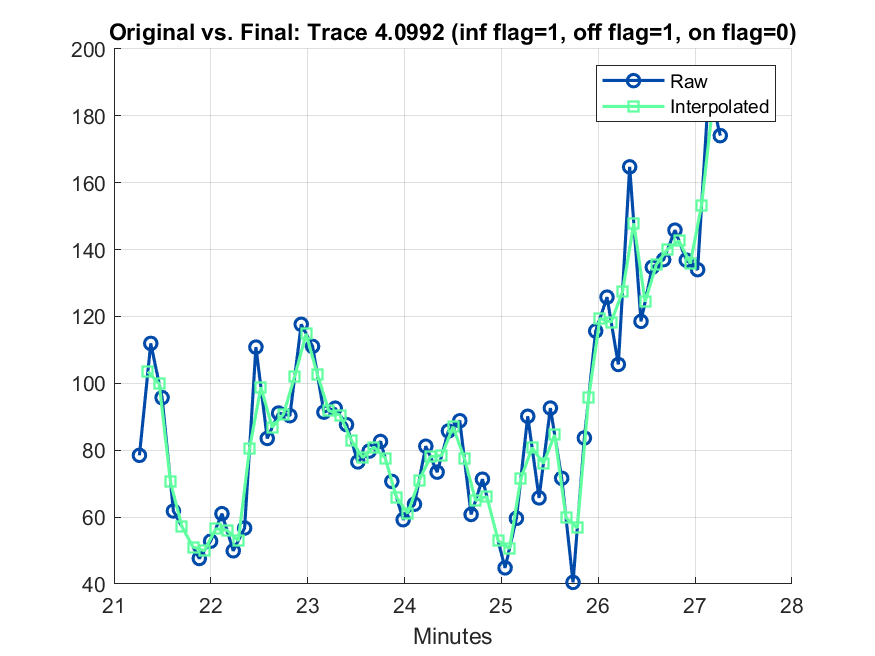 Original vs. Final: Trace 4.0992 (inf flag=1, off flag=1, on flag=0)
200
180
160
140
120
100
80
60
40
Raw
Interpolated
21 22 23 24 25 26 27 28
Minutes